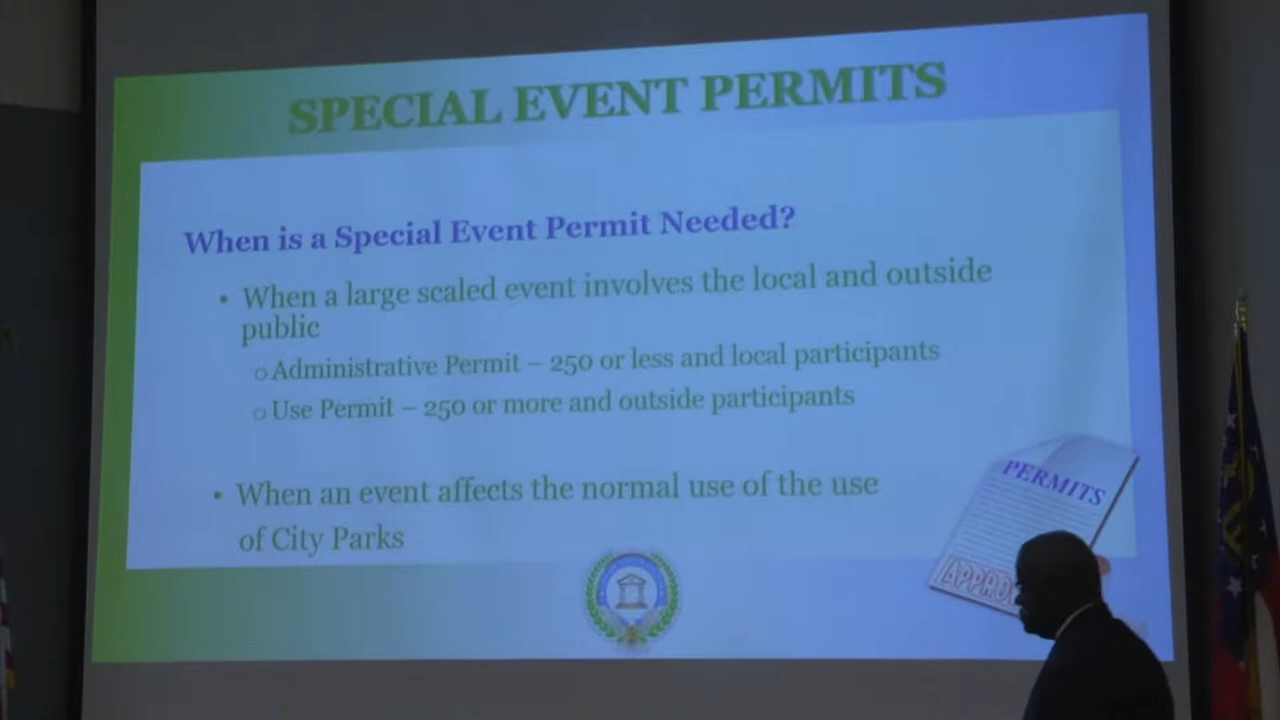 SPECIAL EVENT PERMITS
When is a Special Event Permit Needed?
• When a large scaled event involves the local and outside
public
o Administrative Permit – 250 or less and local participants
o Use Permit – 250 or more and outside participants
• When an event affects the normal use of the use
of City Parks
PERMITS
APPRO